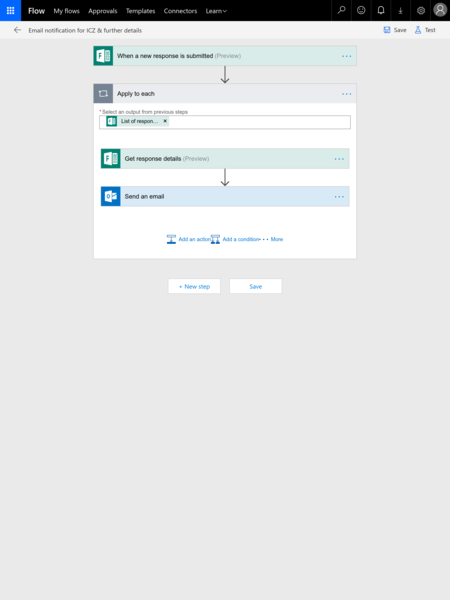 Flow My flows Approvals Templates Connectors Learn
Email notification for ICZ & further details Save Test
When a new response is submitted (Preview)
Apply to each
*Select an output from previous steps
List of respon... ×
Get response details (Preview)
Send an email
Add an action Add a condition ··· More
+ New step Save